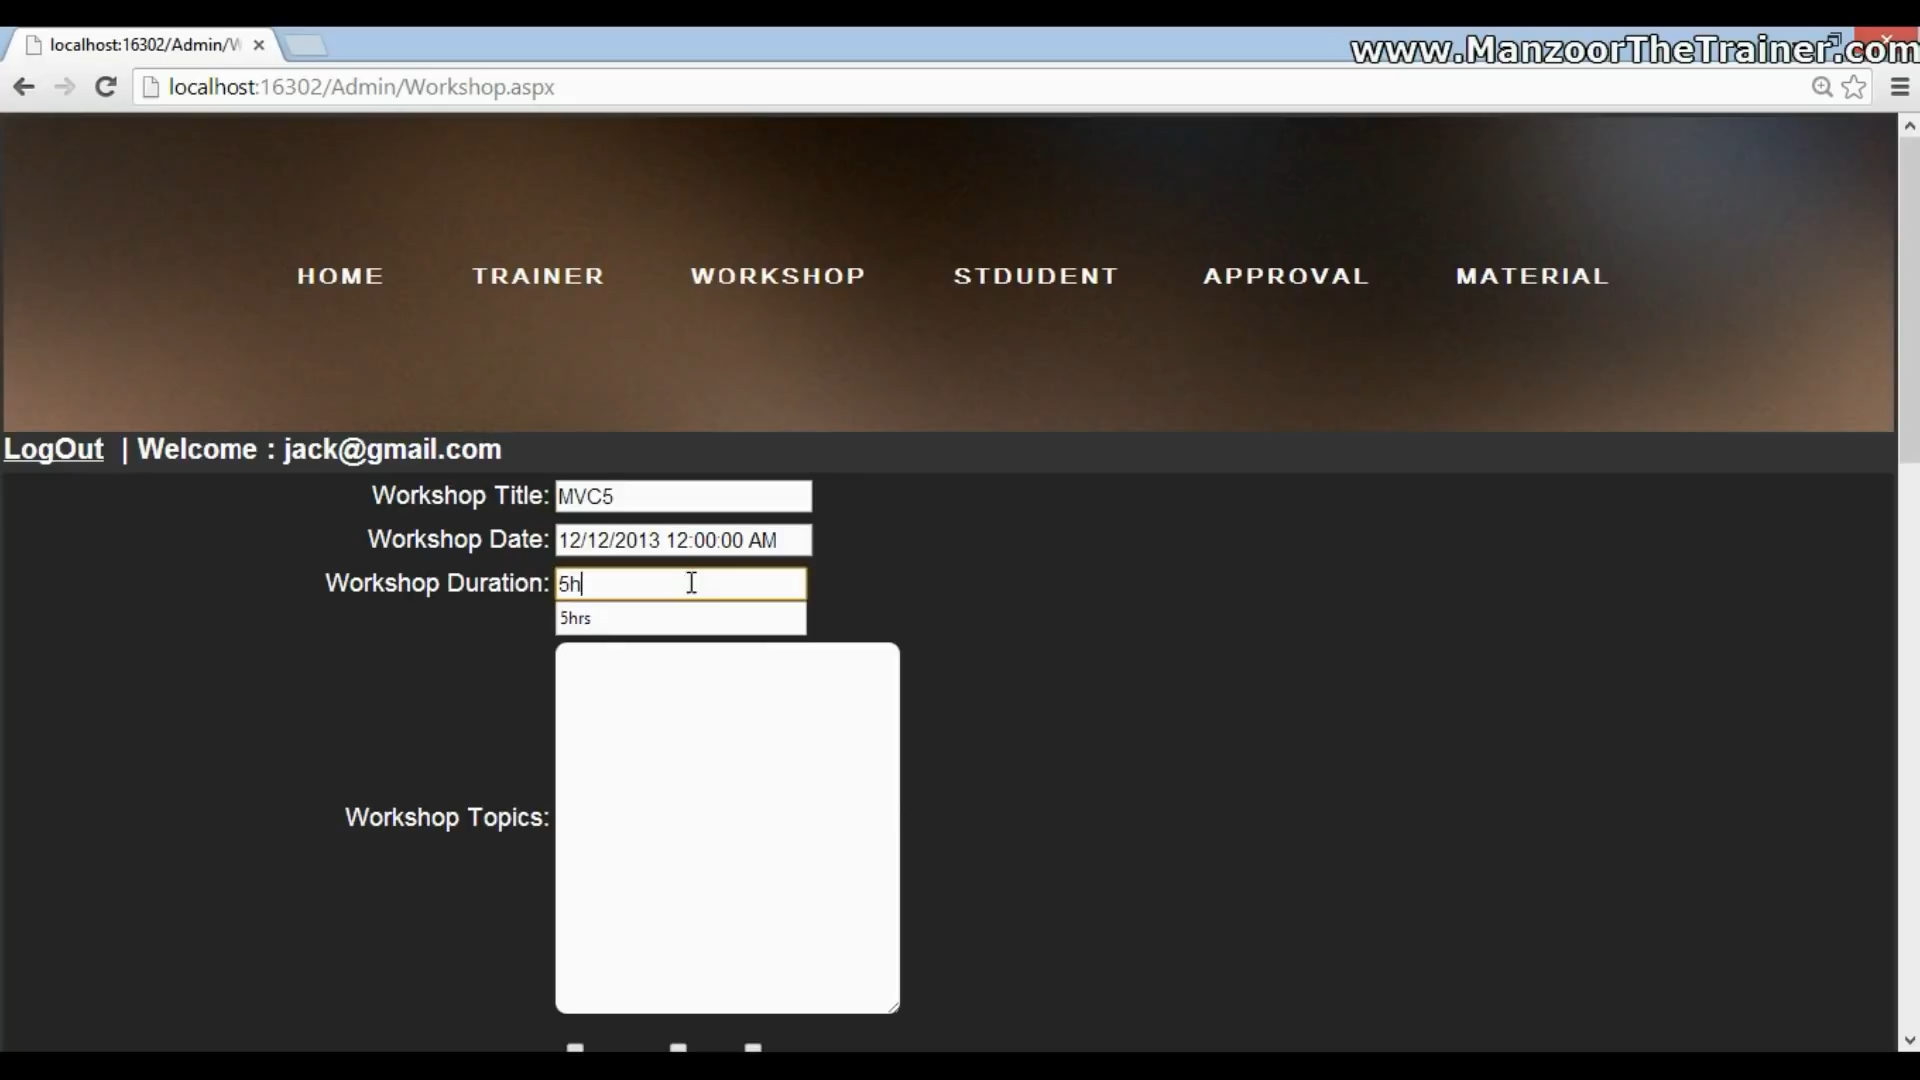 localhost:16302/Admin/W
www.ManzoorTheTrainer.com
localhost:16302/Admin/Workshop.aspx
HOME TRAINER WORKSHOP STDUDENT APPROVAL MATERIAL
LogOut | Welcome : jack@gmail.com
Workshop Title: MVC5
Workshop Date: 12/12/2013 12:00:00 AM
Workshop Duration: 5h
5hrs
Workshop Topics: